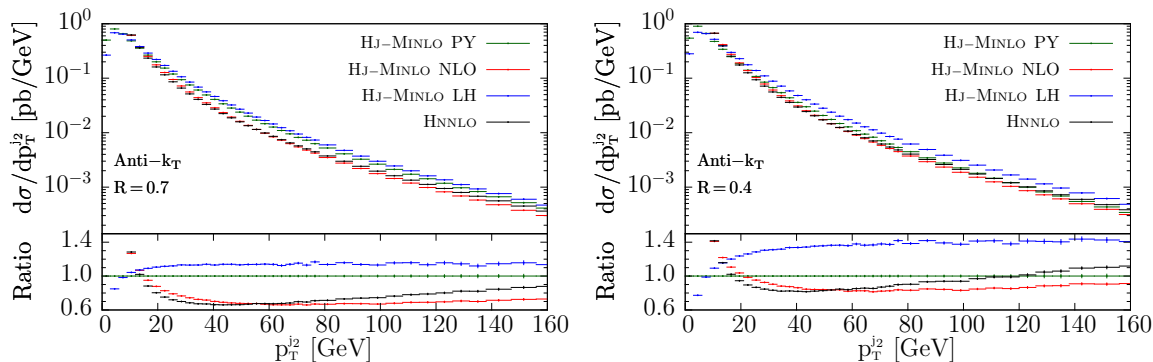 10⁰
10⁻¹
10⁻²
10⁻³
dσ/dp_T^{j₂} [pb/GeV]
HJ-MINLO PY
HJ-MINLO NLO
HJ-MINLO LH
HNNLO
Anti-k_T
R = 0.7
Ratio
1.4
1.0
0.6
0 20 40 60 80 100 120 140 160
p_T^{j₂} [GeV]
10⁰
10⁻¹
10⁻²
10⁻³
dσ/dp_T^{j₂} [pb/GeV]
HJ-MINLO PY
HJ-MINLO NLO
HJ-MINLO LH
HNNLO
Anti-k_T
R = 0.4
Ratio
1.4
1.0
0.6
0 20 40 60 80 100 120 140 160
p_T^{j₂} [GeV]